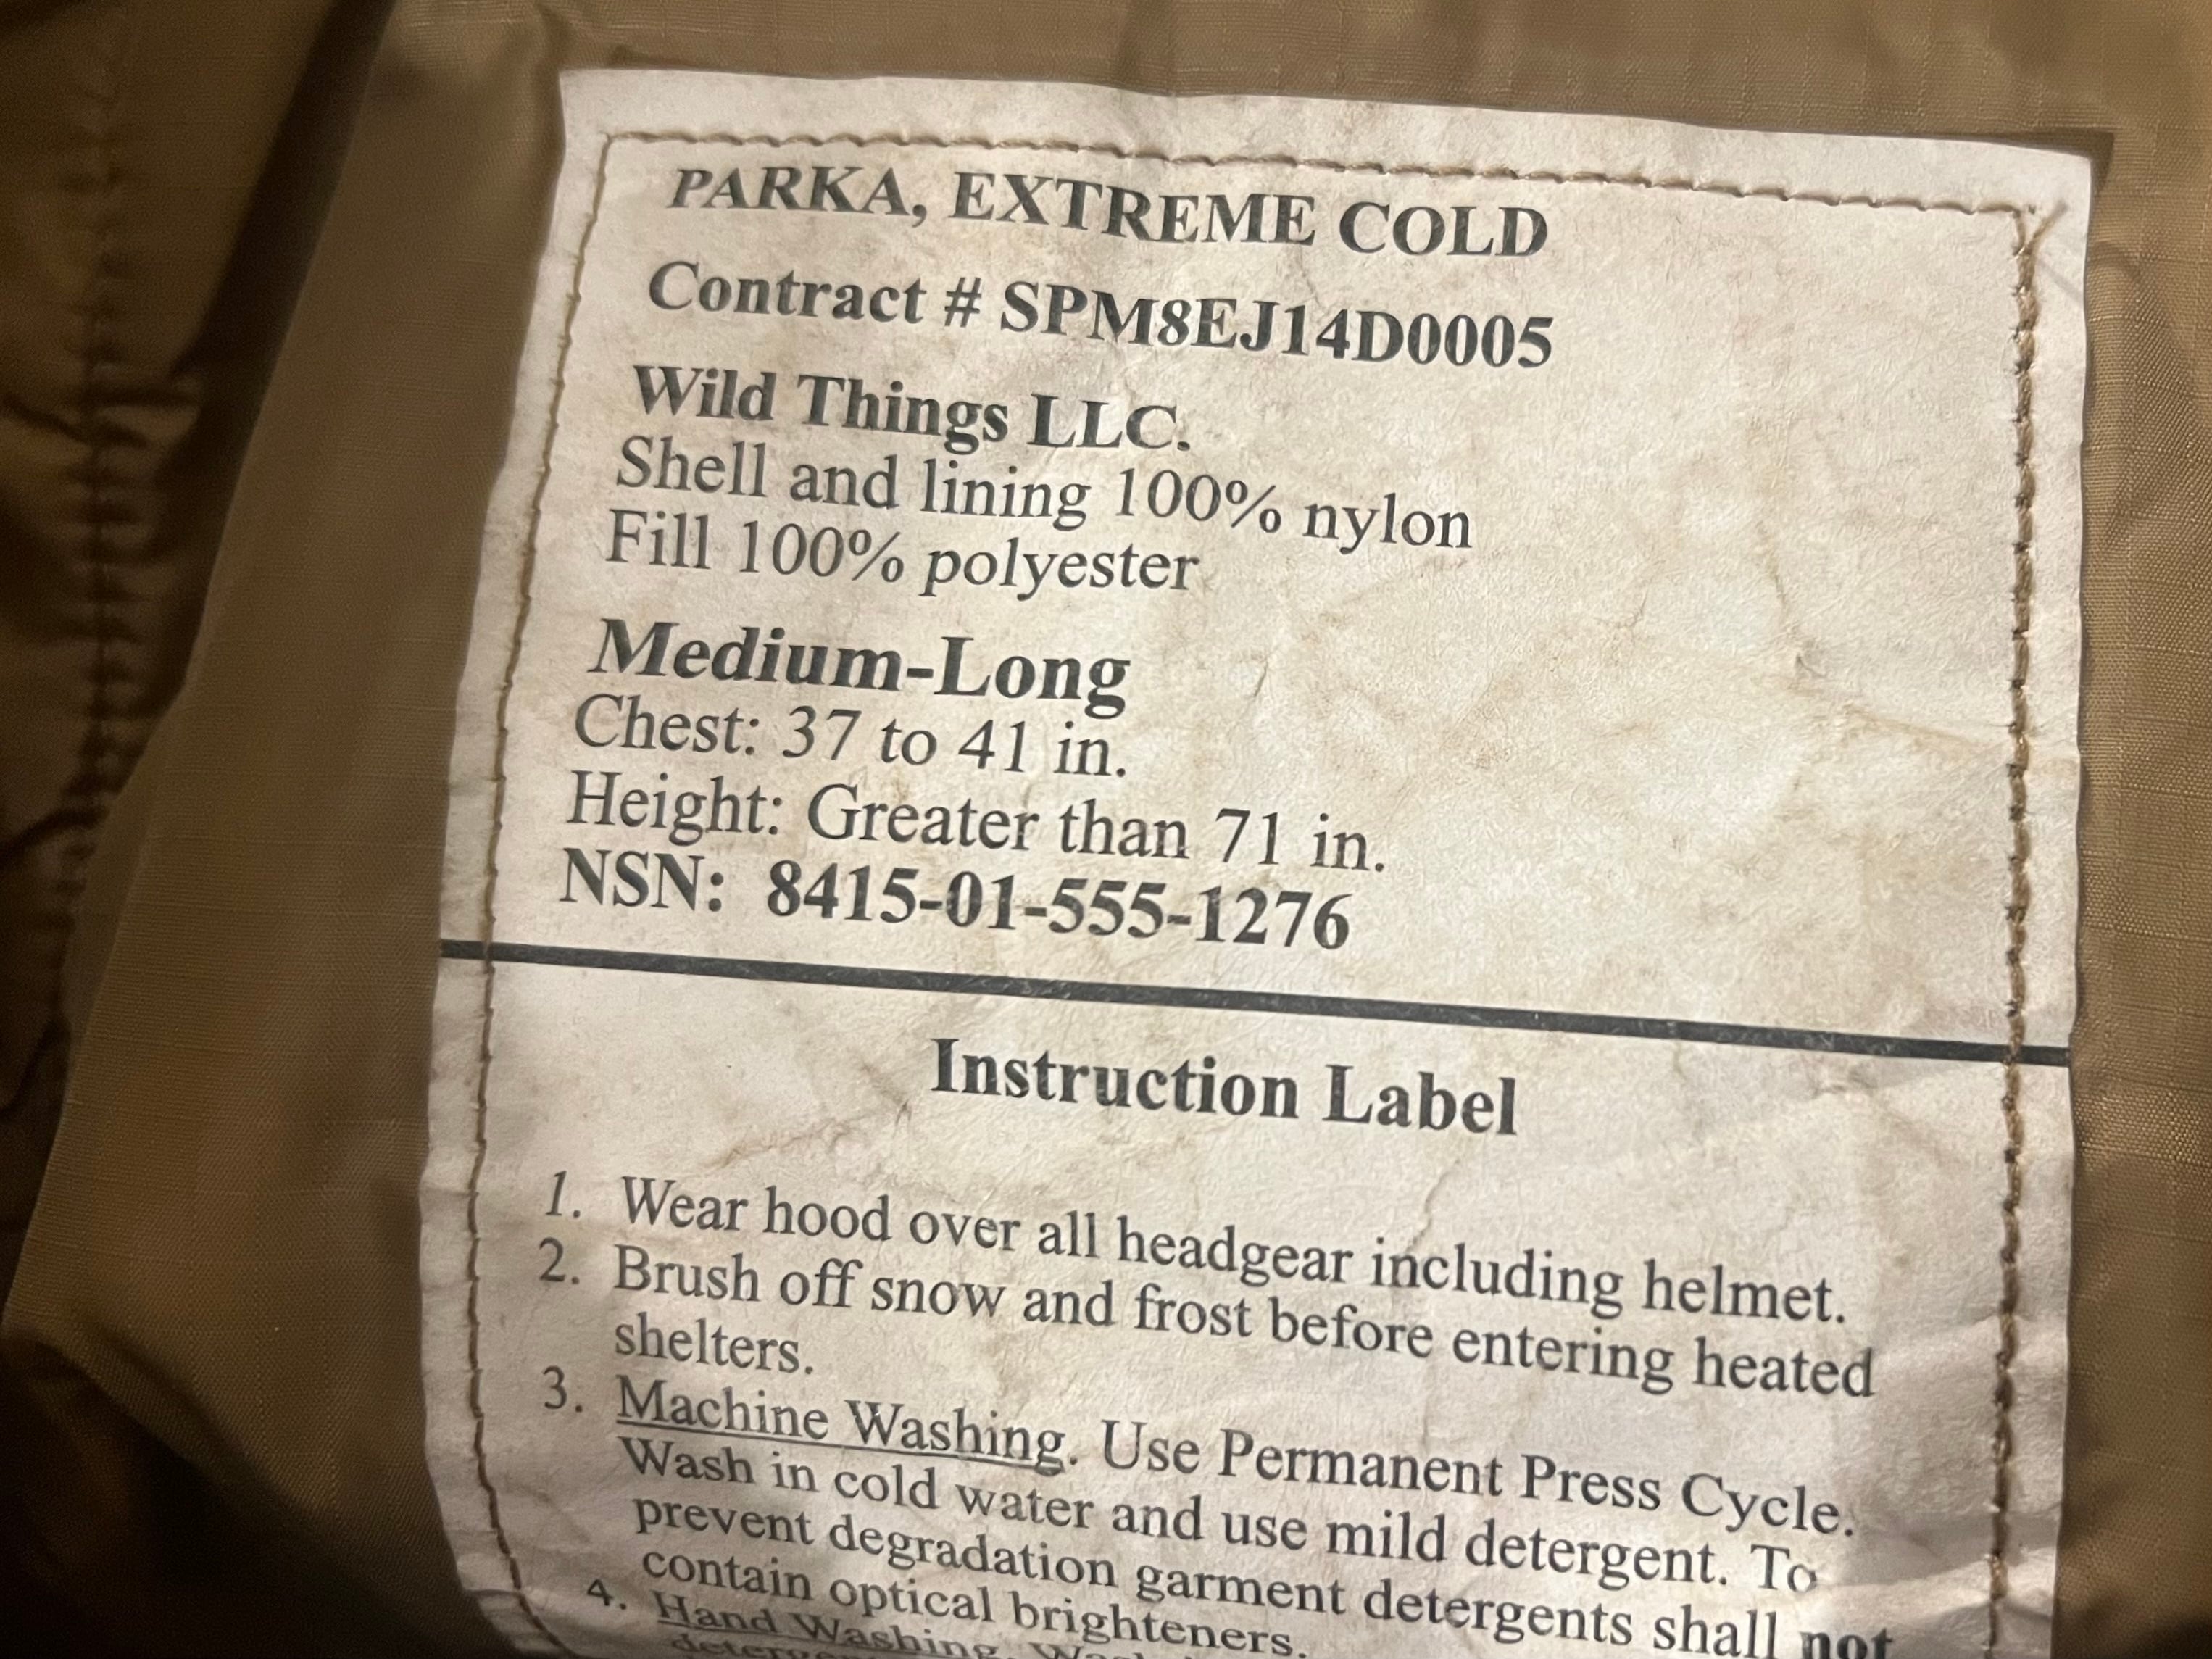 PARKA, EXTREME COLD
Contract # SPM8EJ14D0005
Wild Things LLC.
Shell and lining 100% nylon
Fill 100% polyester
Medium-Long
Chest: 37 to 41 in.
Height: Greater than 71 in.
NSN: 8415-01-555-1276
Instruction Label
1. Wear hood over all headgear including helmet.
2. Brush off snow and frost before entering heated
shelters.
3. Machine Washing. Use Permanent Press Cycle.
Wash in cold water and use mild detergent. To
prevent degradation garment detergents shall not
contain optical brighteners.
4. Hand Washing.